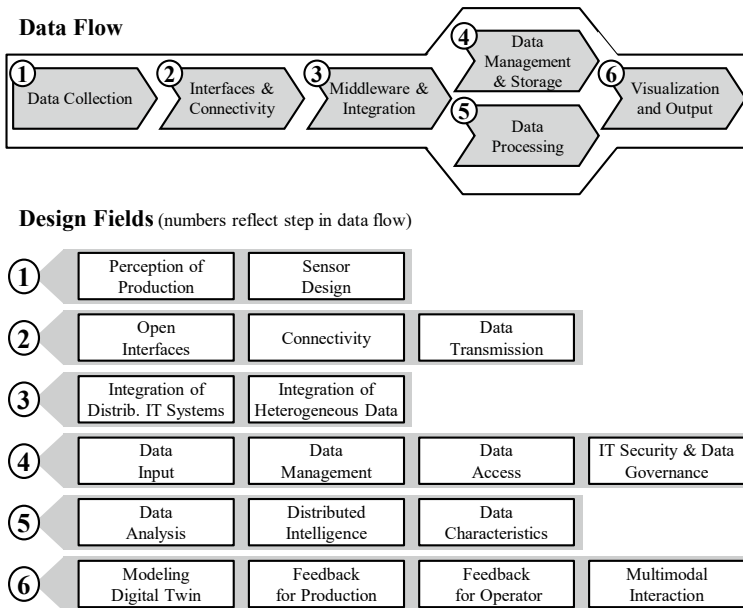 Data Flow
1
Data Collection
2
Interfaces &
Connectivity
3
Middleware &
Integration
4
Data
Management
& Storage
5
Data
Processing
6
Visualization
and Output
Design Fields (numbers reflect step in data flow)
1
Perception of
Production
Sensor
Design
2
Open
Interfaces
Connectivity
Data
Transmission
3
Integration of
Distrib. IT Systems
Integration of
Heterogeneous Data
4
Data
Input
Data
Management
Data
Access
IT Security & Data
Governance
5
Data
Analysis
Distributed
Intelligence
Data
Characteristics
6
Modeling
Digital Twin
Feedback
for Production
Feedback
for Operator
Multimodal
Interaction